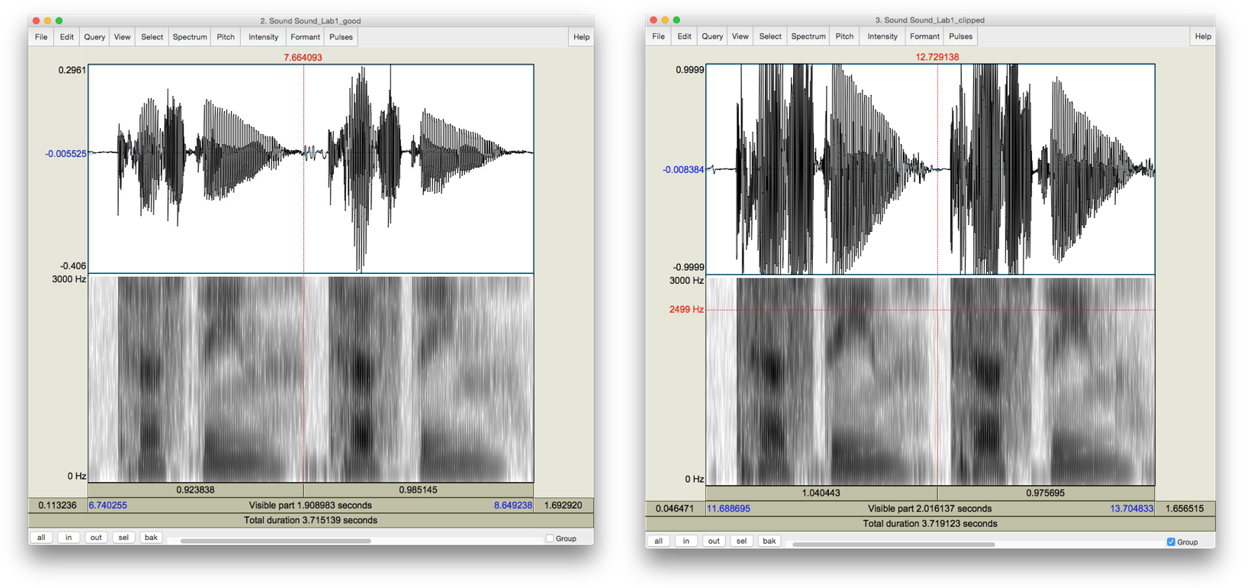 2. Sound Sound_Lab1_good
File Edit Query View Select Spectrum Pitch Intensity Formant Pulses Help
7.664093
0.2961
-0.005525
-0.406
3000 Hz
0 Hz
0.923838 0.985145
0.113236 6.740255 Visible part 1.908983 seconds 8.649238 1.692920
Total duration 3.715139 seconds
all in out sel bak Group
3. Sound Sound_Lab1_clipped
File Edit Query View Select Spectrum Pitch Intensity Formant Pulses Help
12.729138
0.9999
-0.008384
-0.9999
3000 Hz
2499 Hz
0 Hz
1.040443 0.975695
0.046471 11.688695 Visible part 2.016137 seconds 13.704833 1.656515
Total duration 3.719123 seconds
all in out sel bak Group